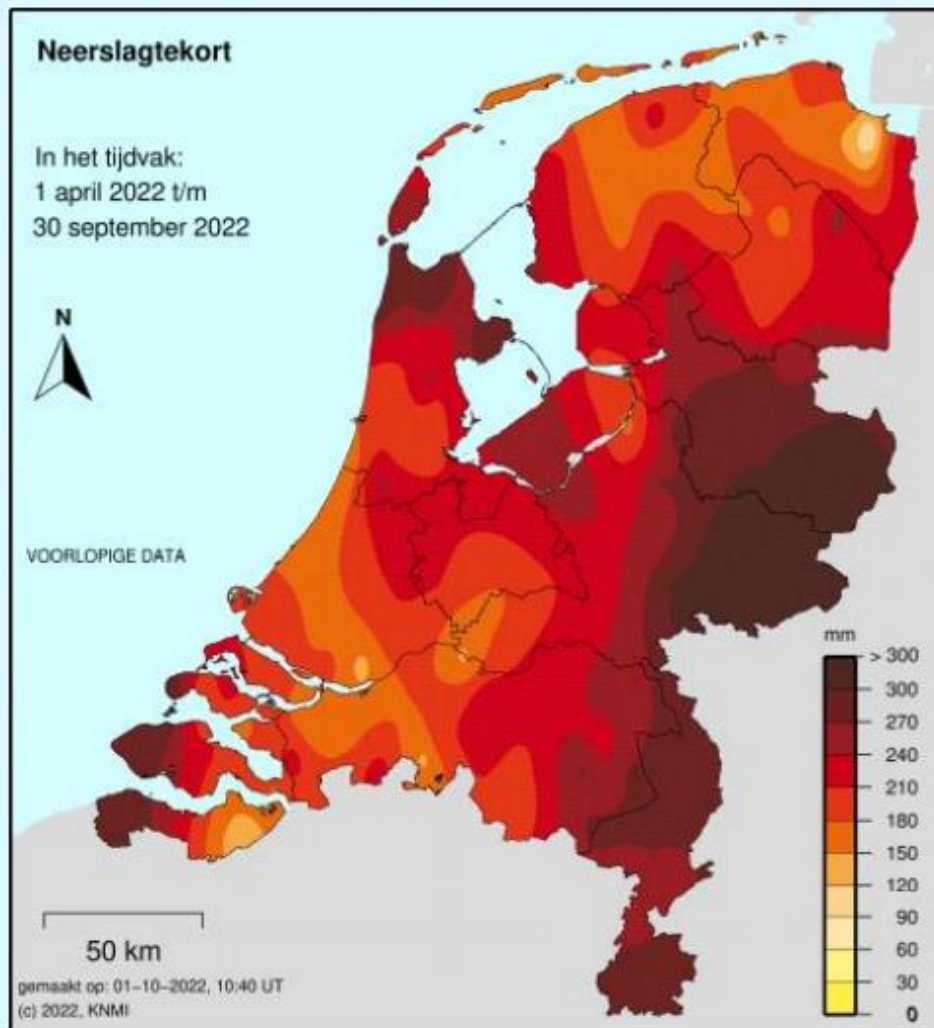 Neerslagtekort
In het tijdvak:
1 april 2022 t/m
30 september 2022
N
VOORLOPIGE DATA
mm
> 300
300
270
240
210
180
150
120
90
60
30
0
50 km
gemaakt op: 01-10-2022, 10:40 UT
(c) 2022, KNMI